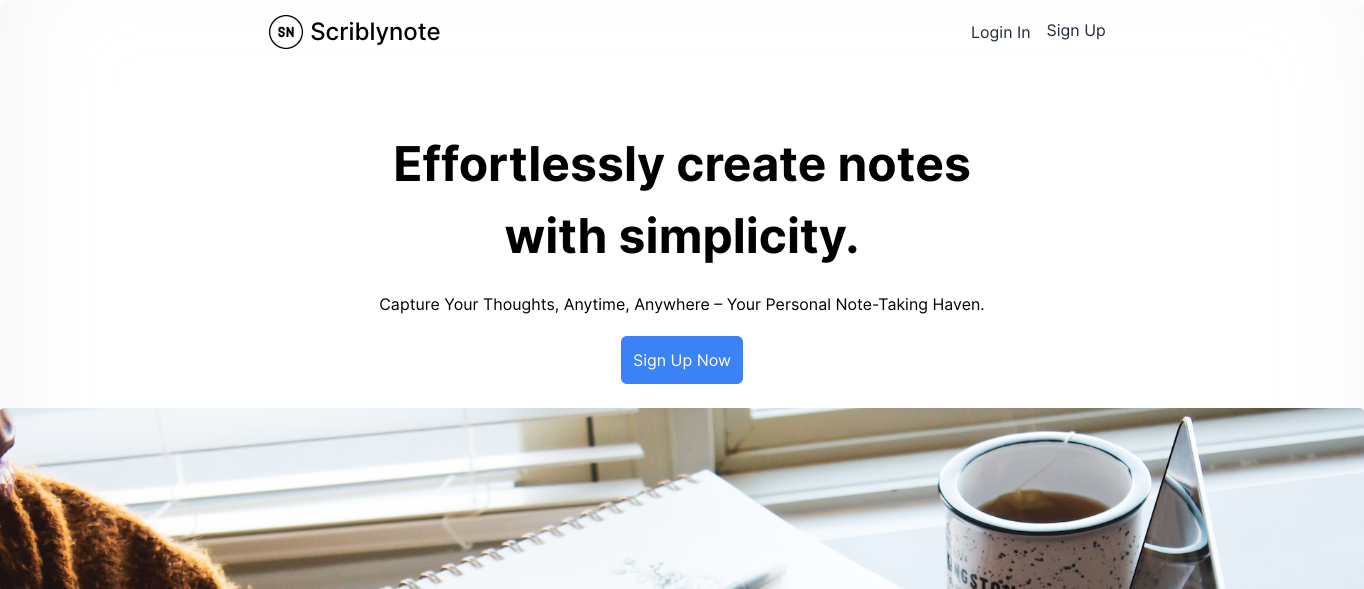 SN Scriblynote
Login In Sign Up
Effortlessly create notes
with simplicity.
Capture Your Thoughts, Anytime, Anywhere – Your Personal Note-Taking Haven.
Sign Up Now